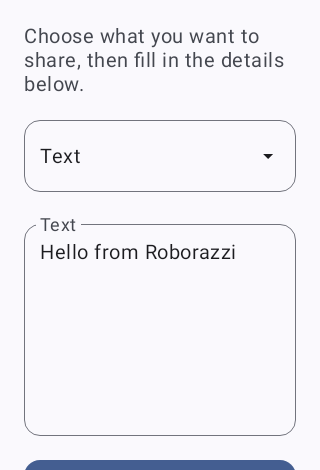 Choose what you want to
share, then fill in the details
below.
Text
Text
Hello from Roborazzi